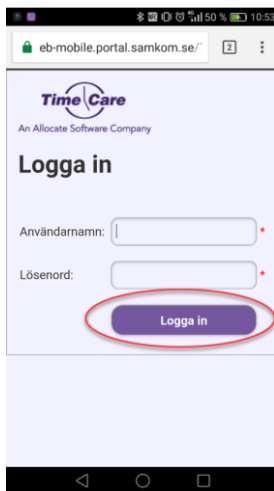 50 % 10:53
eb-mobile.portal.samkom.se/
2
Time Care
An Allocate Software Company
Logga in
Användarnamn: *
Lösenord: *
Logga in